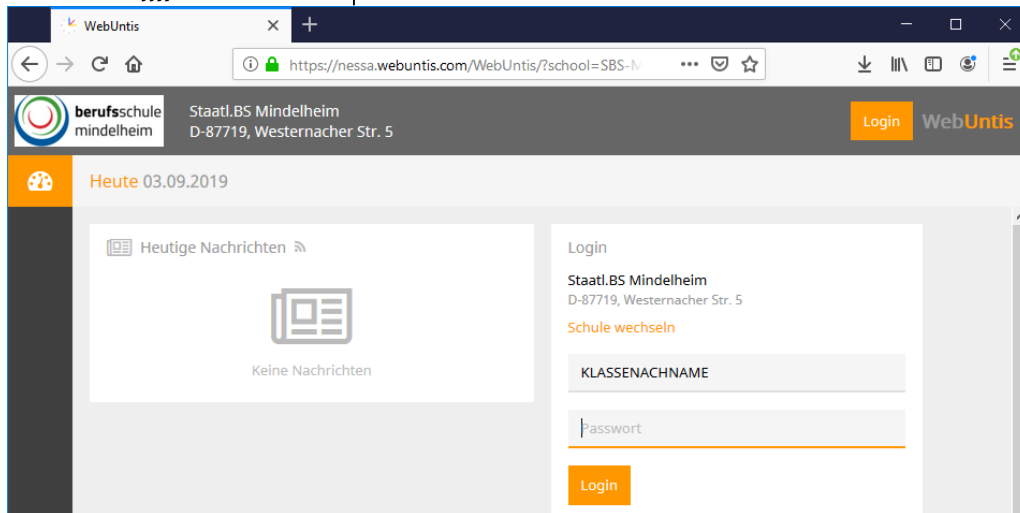 WebUntis
https://nessa.webuntis.com/WebUntis/?school=SBS-M
berufsschule
mindelheim
Staatl.BS Mindelheim
D-87719, Westernacher Str. 5
Login
WebUntis
Heute 03.09.2019
Heutige Nachrichten
Keine Nachrichten
Login
Staatl.BS Mindelheim
D-87719, Westernacher Str. 5
Schule wechseln
KLASSENACHNAME
Passwort
Login